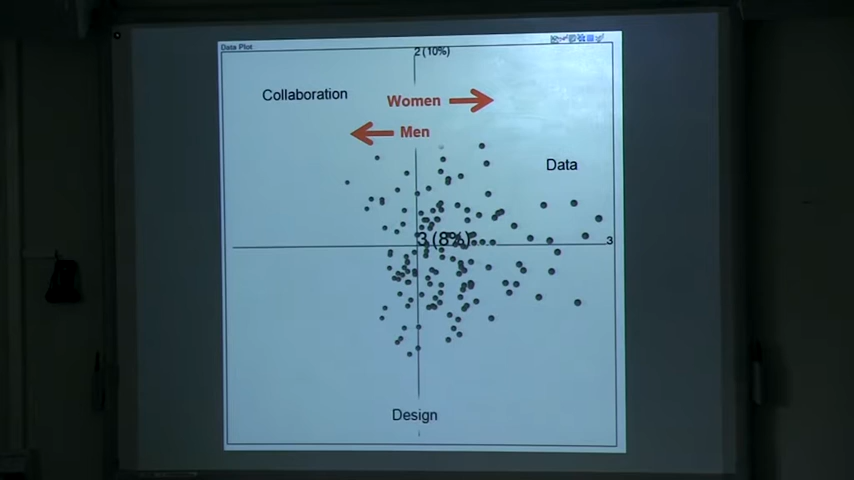 Data Plot
2 (10%)
Collaboration
Women
Men
Data
3 (8%)
3
Design